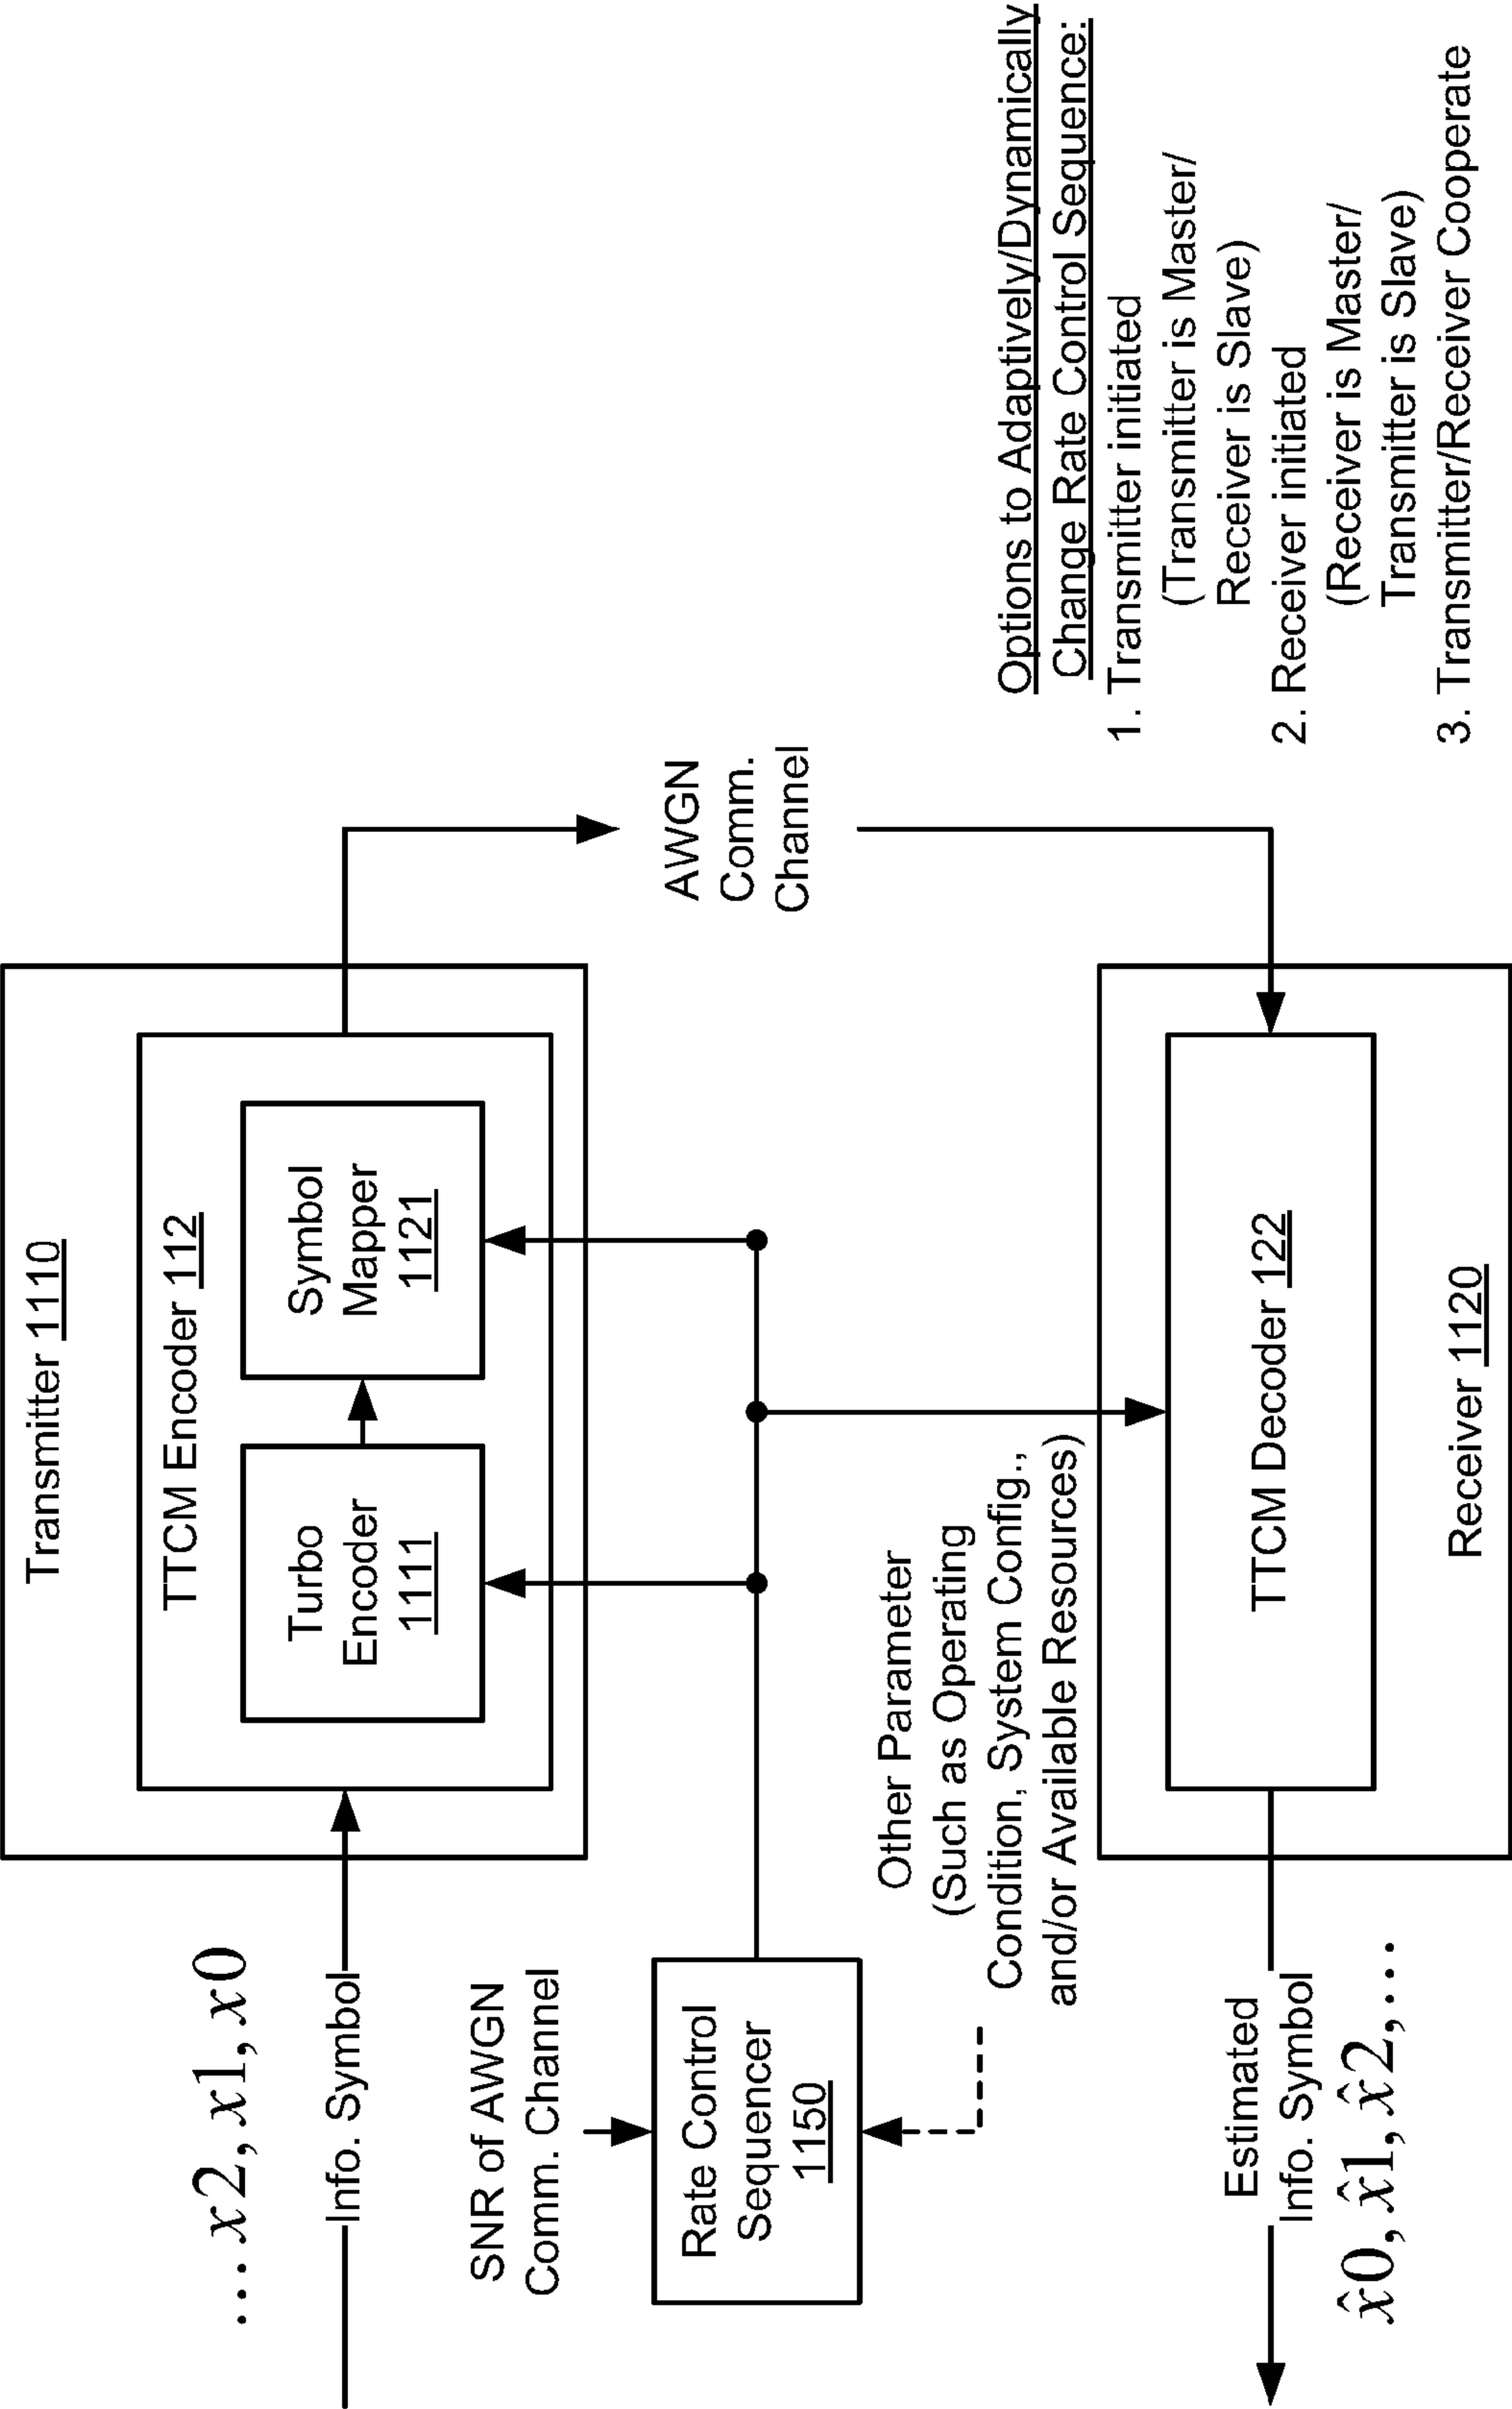 Transmitter 1110
TTCM Encoder 112
Turbo
Encoder
1111
Symbol
Mapper
1121
...x2, x1, x0
Info. Symbol
SNR of AWGN
Comm. Channel
Rate Control
Sequencer
1150
AWGN
Comm.
Channel
Other Parameter
(Such as Operating
Condition, System Config.,
and/or Available Resources)
TTCM Decoder 122
Receiver 1120
Estimated
Info. Symbol
x̂0, x̂1, x̂2,...
Options to Adaptively/Dynamically
Change Rate Control Sequence:
1. Transmitter initiated
(Transmitter is Master/
Receiver is Slave)
2. Receiver initiated
(Receiver is Master/
Transmitter is Slave)
3. Transmitter/Receiver Cooperate